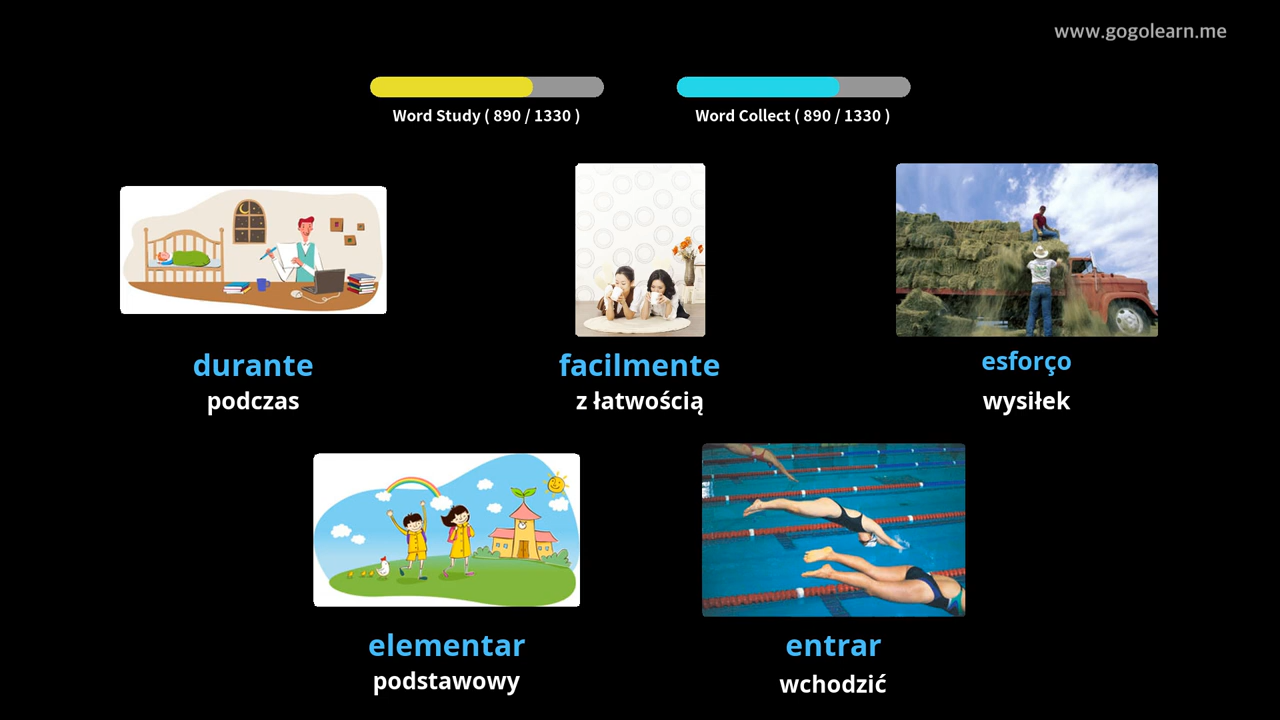 www.gogolearn.me
Word Study ( 890 / 1330 )
Word Collect ( 890 / 1330 )
durante
podczas
facilmente
z łatwością
esforço
wysiłek
elementar
podstawowy
entrar
wchodzić